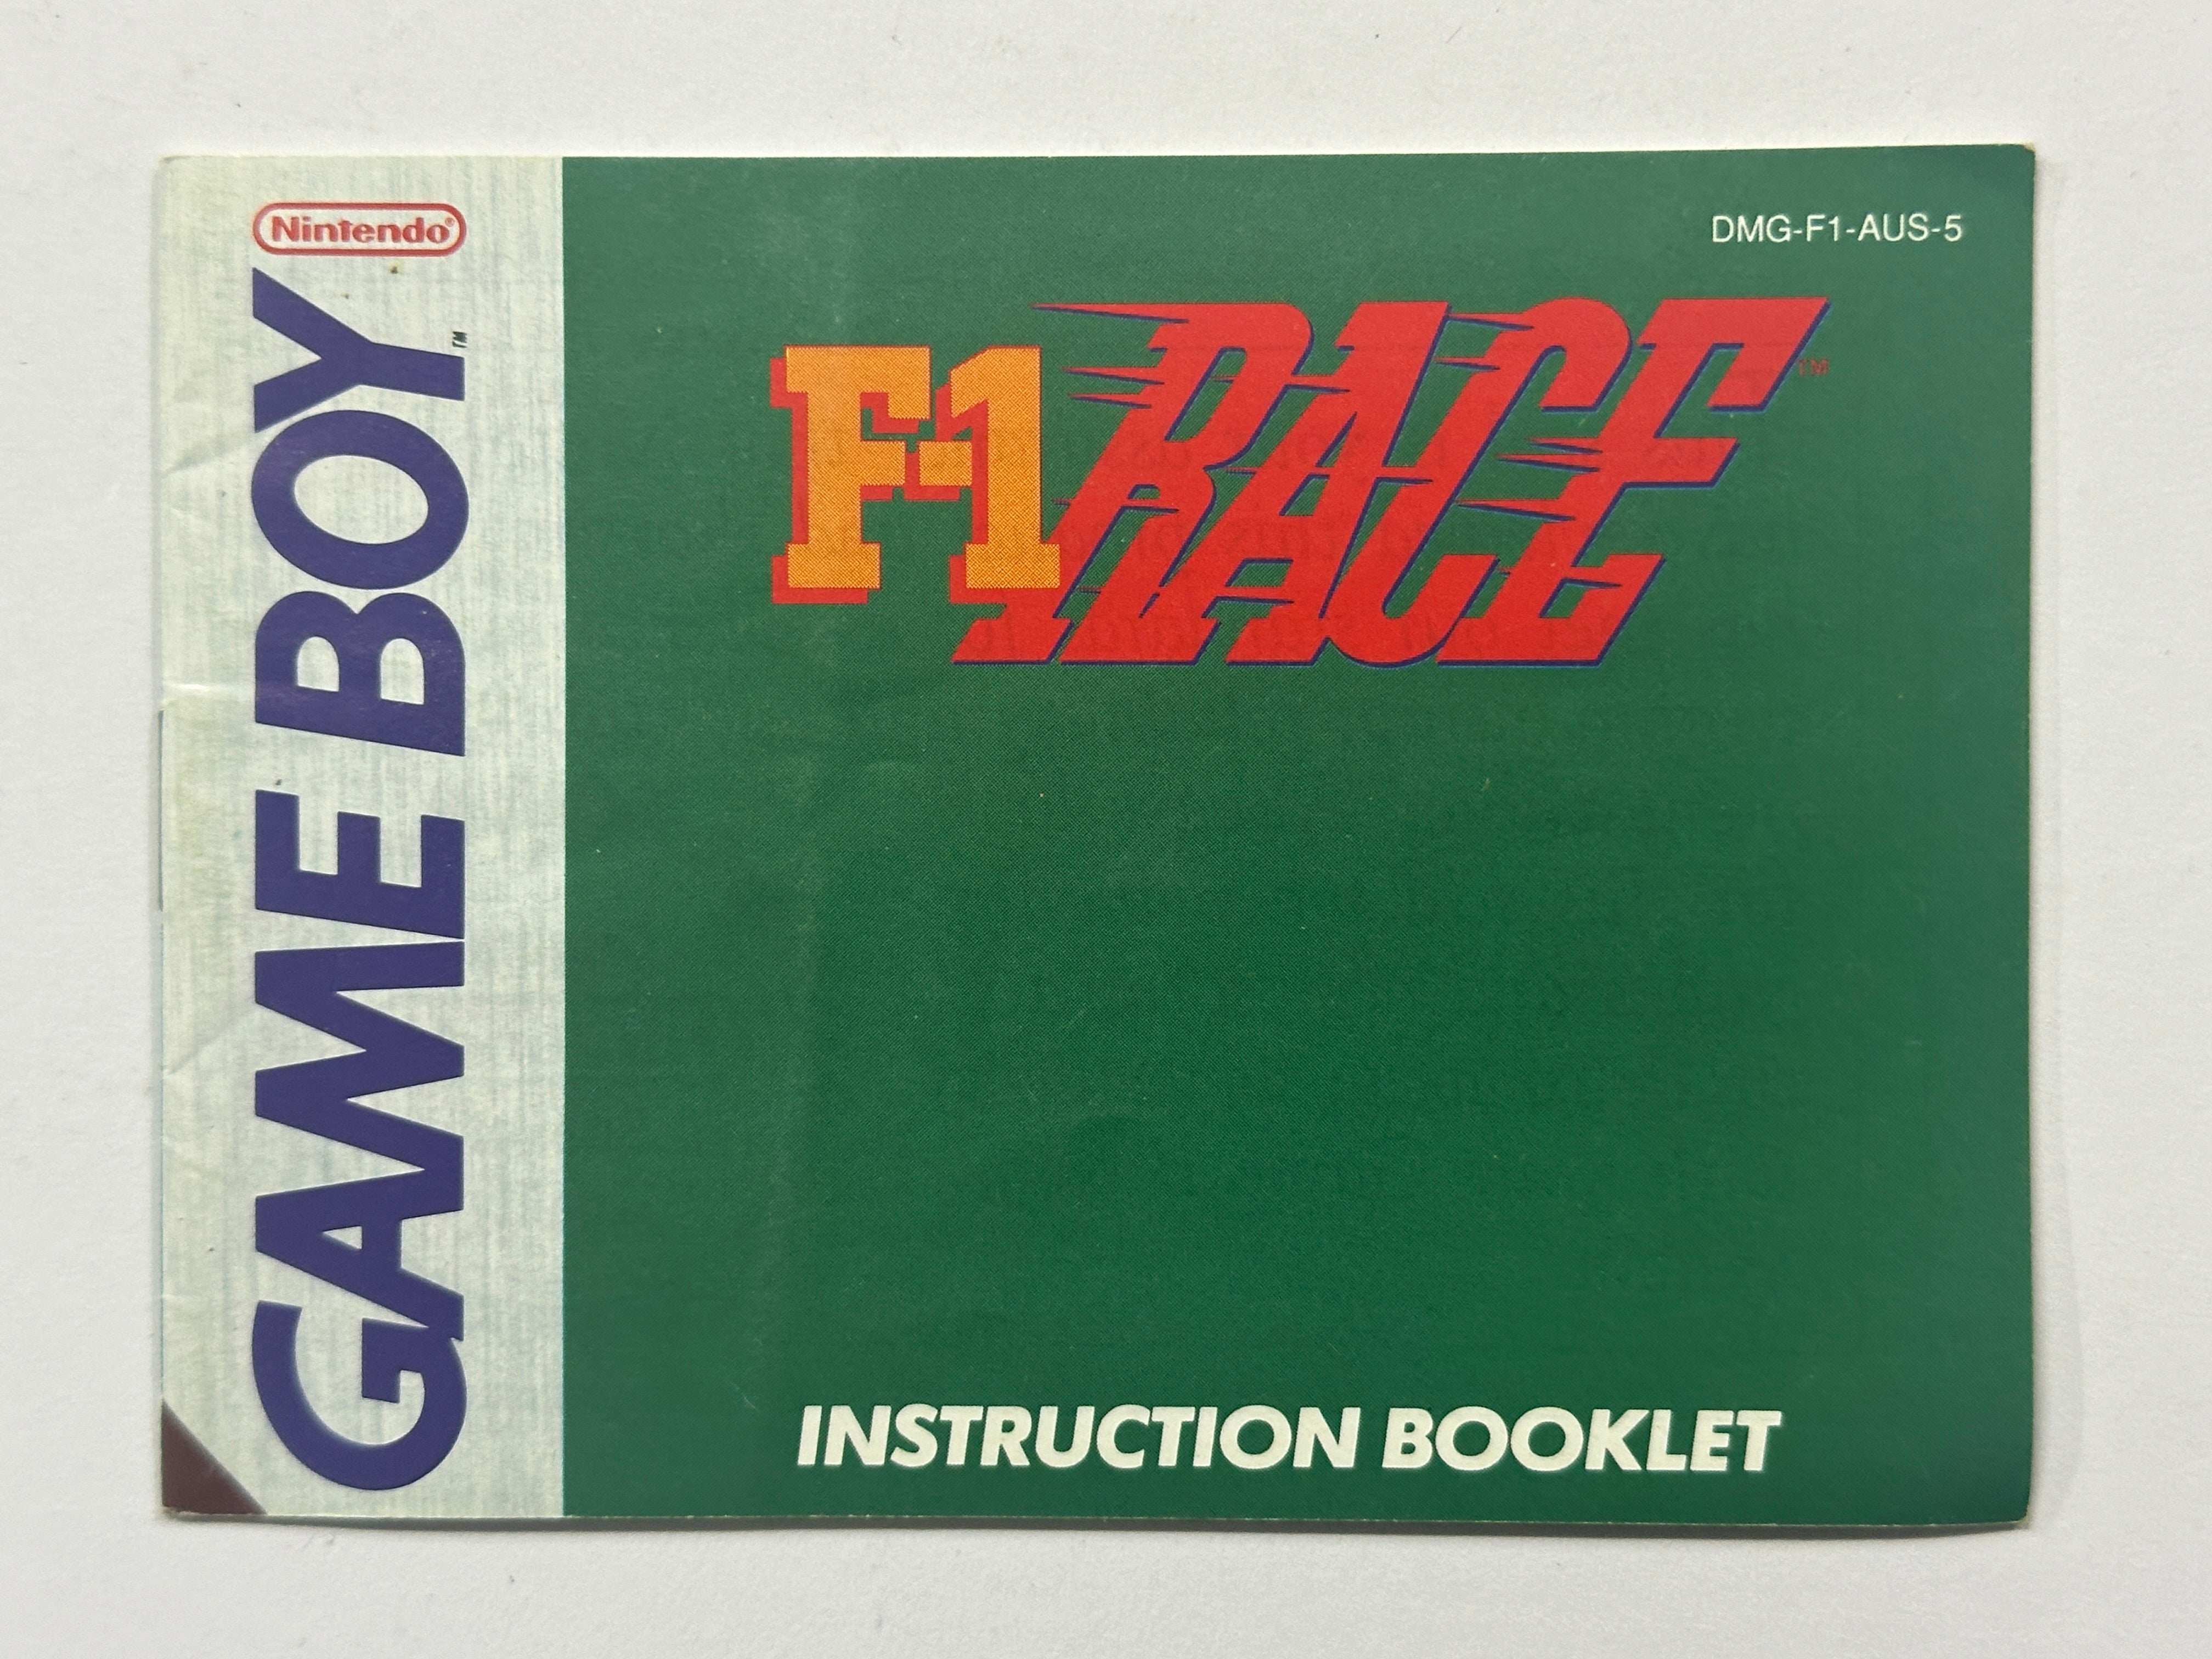 Nintendo®
GAME BOY™
DMG-F1-AUS-5
F-1 RACE™
INSTRUCTION BOOKLET